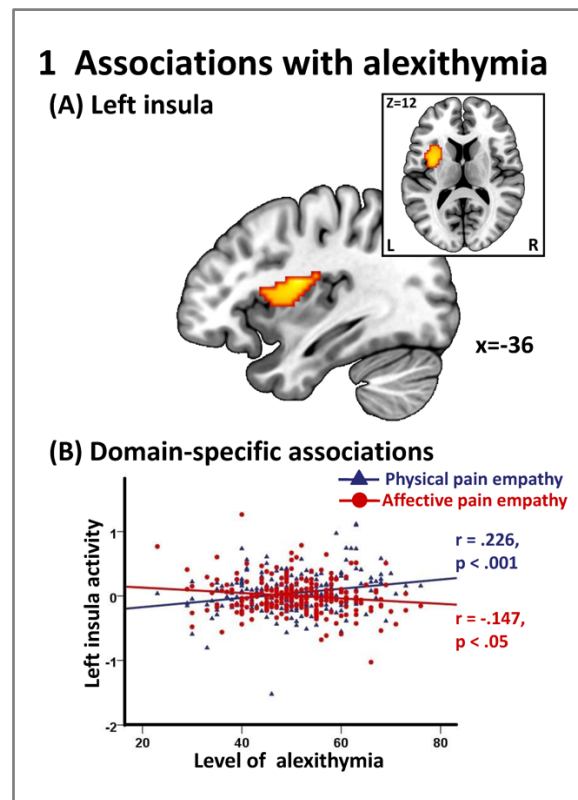 1 Associations with alexithymia
(A) Left insula
Z=12
L
R
x=-36
(B) Domain-specific associations
Physical pain empathy
Affective pain empathy
r = .226,
p < .001
r = -.147,
p < .05
Left insula activity
1
0
-1
-2
20
40
60
80
Level of alexithymia